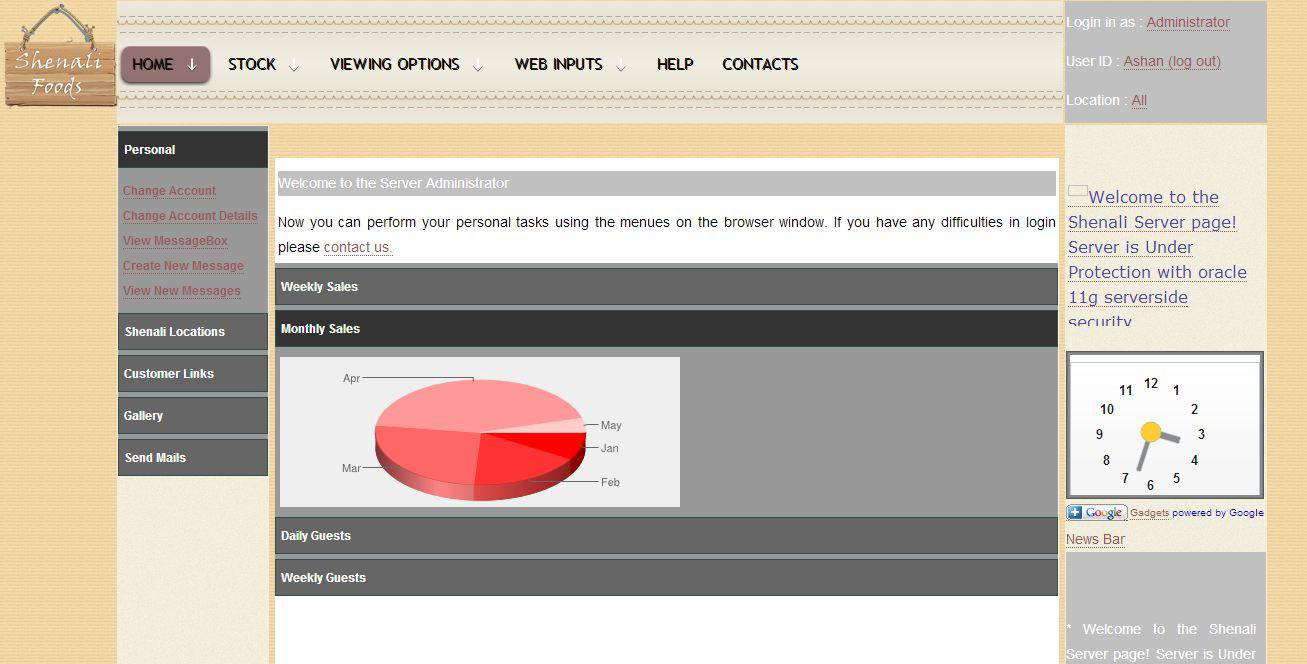 Shenali
Foods
HOME
STOCK
VIEWING OPTIONS
WEB INPUTS
HELP
CONTACTS
Login in as : Administrator
User ID : Ashan (log out)
Location : All
Personal
Change Account
Change Account Details
View MessageBox
Create New Message
View New Messages
Shenali Locations
Customer Links
Gallery
Send Mails
Welcome to the Server Administrator
Now you can perform your personal tasks using the menues on the browser window. If you have any difficulties in login
please contact us.
Weekly Sales
Monthly Sales
Apr
May
Jan
Mar
Feb
Daily Guests
Weekly Guests
Welcome to the
Shenali Server page!
Server is Under
Protection with oracle
11g serverside
security
12
11
1
10
2
9
3
8
4
7
5
6
Google Gadgets powered by Google
News Bar
* Welcome to the Shenali
Server page! Server is Under